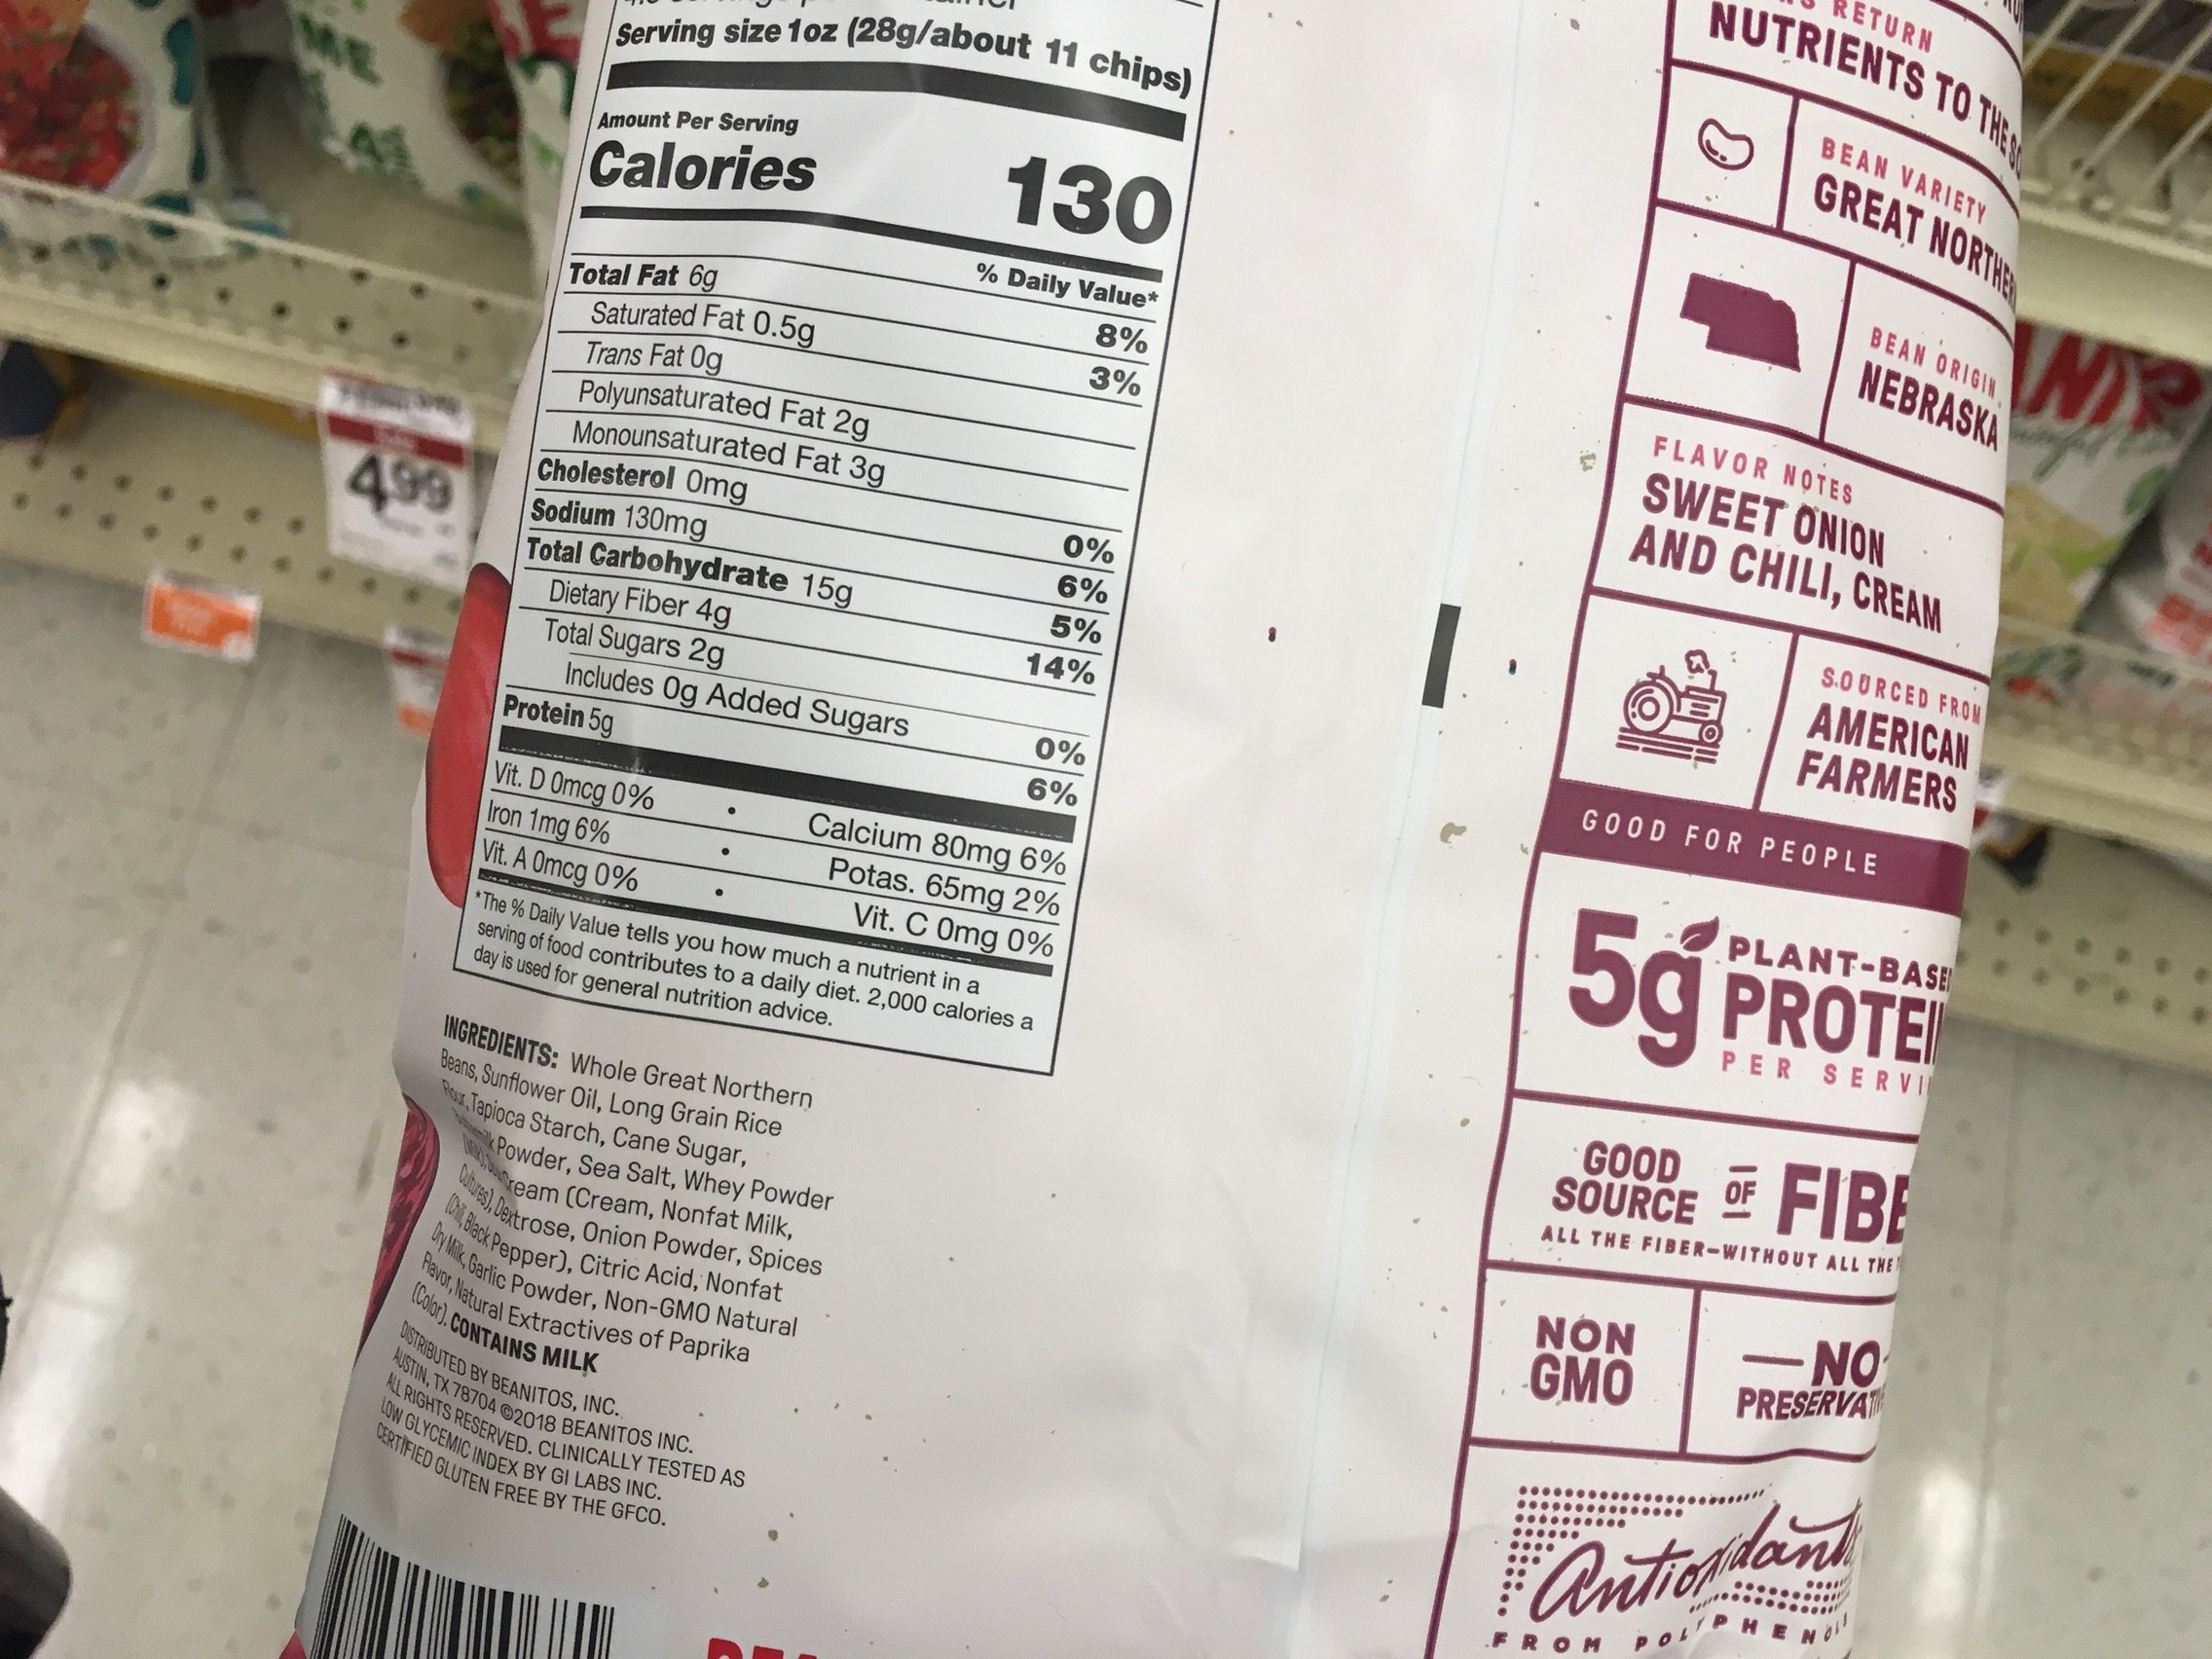 Serving size 1oz (28g/about 11 chips)
Amount Per Serving
Calories 130
% Daily Value*
Total Fat 6g 8%
Saturated Fat 0.5g 3%
Trans Fat 0g
Polyunsaturated Fat 2g
Monounsaturated Fat 3g
Cholesterol 0mg 0%
Sodium 130mg 6%
Total Carbohydrate 15g 5%
Dietary Fiber 4g 14%
Total Sugars 2g
Includes 0g Added Sugars 0%
Protein 5g 6%
Vit. D 0mcg 0% • Calcium 80mg 6%
Iron 1mg 6% • Potas. 65mg 2%
Vit. A 0mcg 0% • Vit. C 0mg 0%
*The % Daily Value tells you how much a nutrient in a
serving of food contributes to a daily diet. 2,000 calories a
day is used for general nutrition advice.
INGREDIENTS: Whole Great Northern
Beans, Sunflower Oil, Long Grain Rice
Flour, Tapioca Starch, Cane Sugar,
Powder, Sea Salt, Whey Powder
(Cream, Nonfat Milk,
Cultures), Dextrose, Onion Powder, Spices
(Chili, Black Pepper), Citric Acid, Nonfat
Dry Milk, Garlic Powder, Non-GMO Natural
Flavor, Natural Extractives of Paprika
(Color). CONTAINS MILK
DISTRIBUTED BY BEANITOS, INC.
AUSTIN, TX 78704 ©2018 BEANITOS INC.
ALL RIGHTS RESERVED. CLINICALLY TESTED AS
LOW GLYCEMIC INDEX BY GI LABS INC.
CERTIFIED GLUTEN FREE BY THE GFCO.
RETURN
NUTRIENTS TO THE
BEAN VARIETY
GREAT NORTHER
BEAN ORIGIN
NEBRASKA
FLAVOR NOTES
SWEET ONION
AND CHILI, CREAM
SOURCED FROM
AMERICAN
FARMERS
GOOD FOR PEOPLE
5g PLANT-BASE
PROTEI
PER SERVI
GOOD
SOURCE OF FIBE
ALL THE FIBER—WITHOUT ALL THE
NON
GMO
NO
PRESERVATI
Antioxidants
FROM POLYPHENOLS
4.99